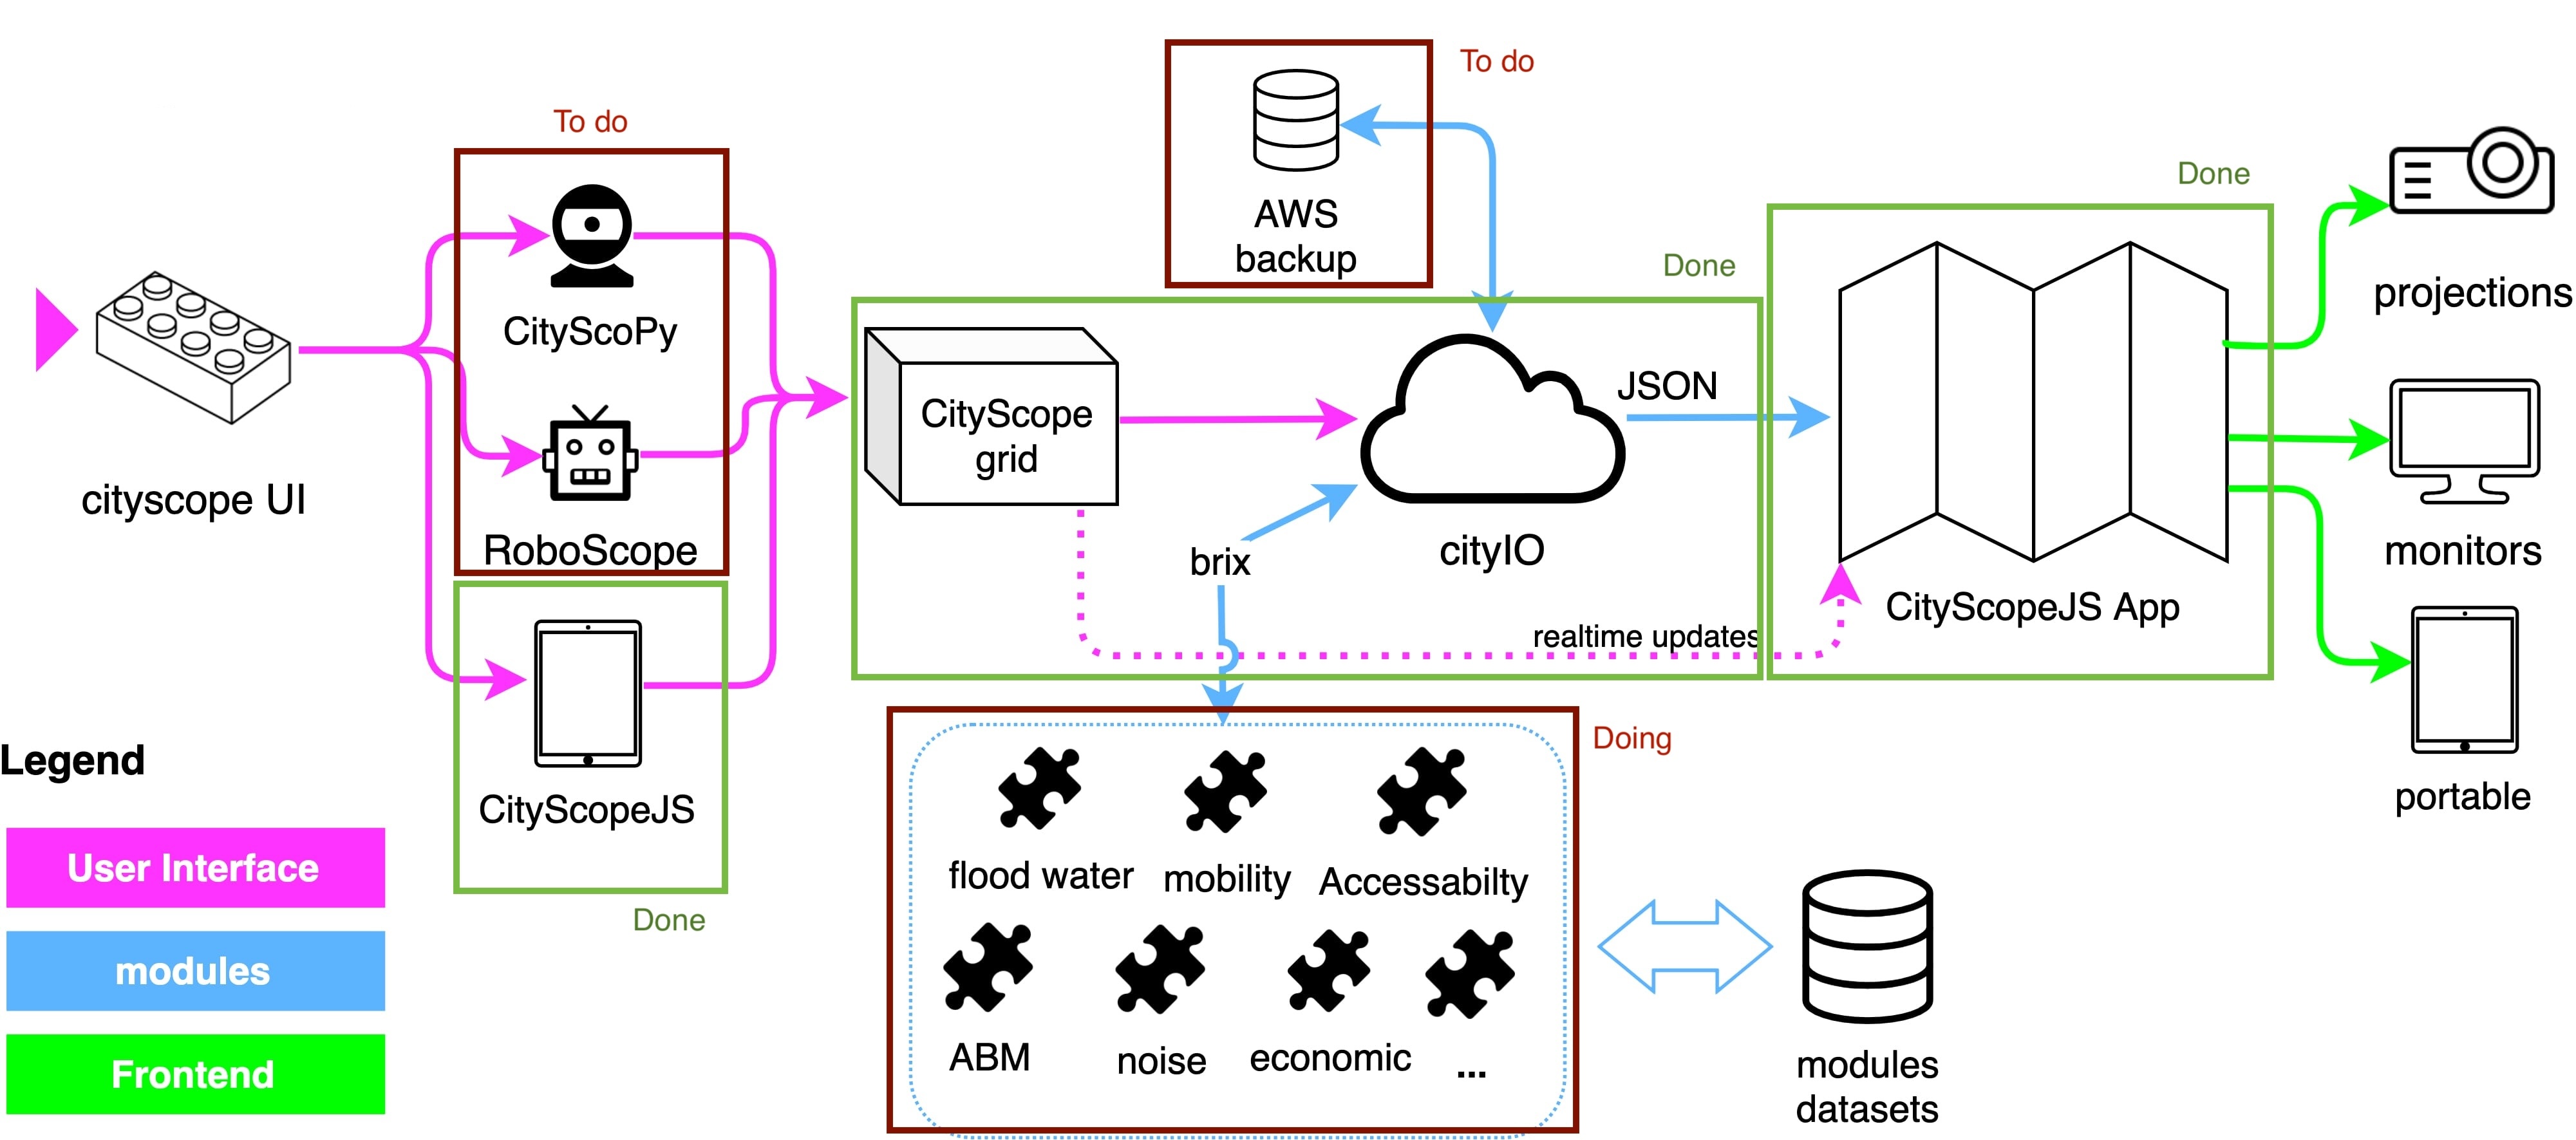 To do
To do
Done
Done
AWS
backup
projections
CityScoPy
cityscope UI
RoboScope
CityScope
grid
JSON
cityIO
brix
realtime updates
CityScopeJS App
monitors
portable
CityScopeJS
Done
Doing
flood water
mobility
Accessabilty
ABM
noise
economic
...
modules
datasets
Legend
User Interface
modules
Frontend